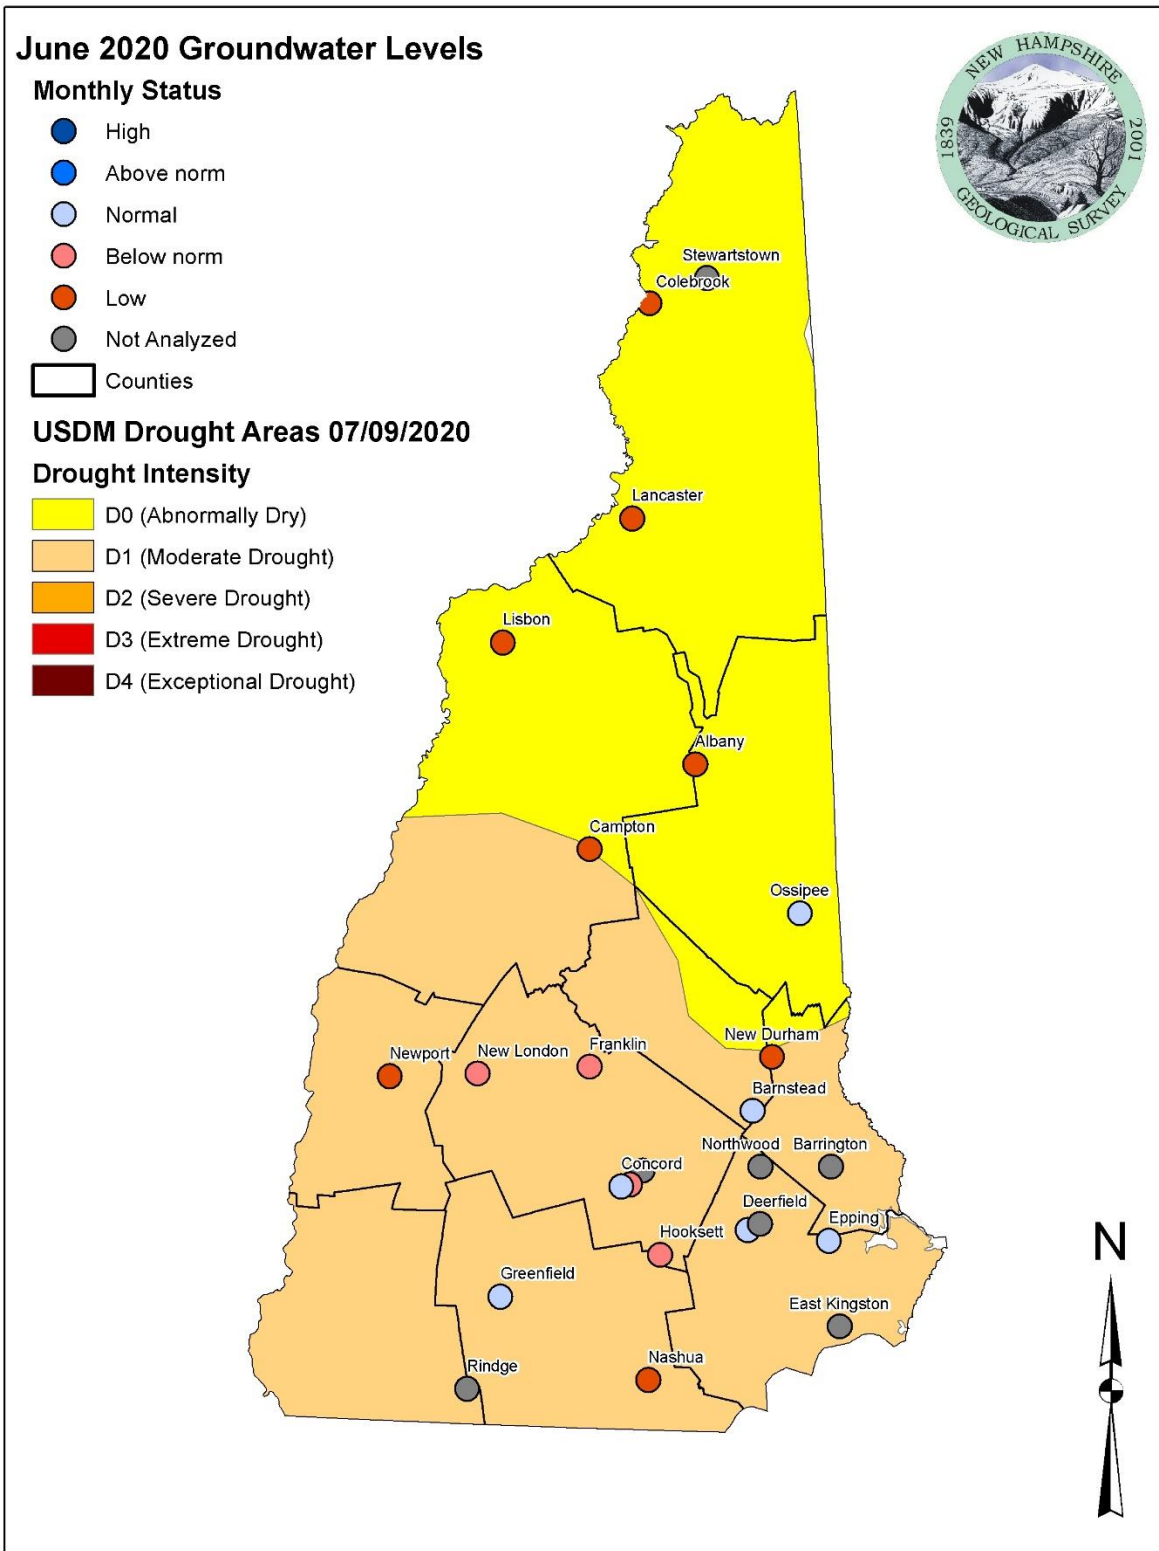 June 2020 Groundwater Levels
Monthly Status
High
Above norm
Normal
Below norm
Low
Not Analyzed
Counties
USDM Drought Areas 07/09/2020
Drought Intensity
D0 (Abnormally Dry)
D1 (Moderate Drought)
D2 (Severe Drought)
D3 (Extreme Drought)
D4 (Exceptional Drought)
NEW HAMPSHIRE
1839
2001
GEOLOGICAL SURVEY
Stewartstown
Colebrook
Lancaster
Lisbon
Albany
Campton
Ossipee
New Durham
Newport
New London
Franklin
Barnstead
Northwood
Barrington
Concord
Deerfield
Epping
Hooksett
Greenfield
East Kingston
Rindge
Nashua
N